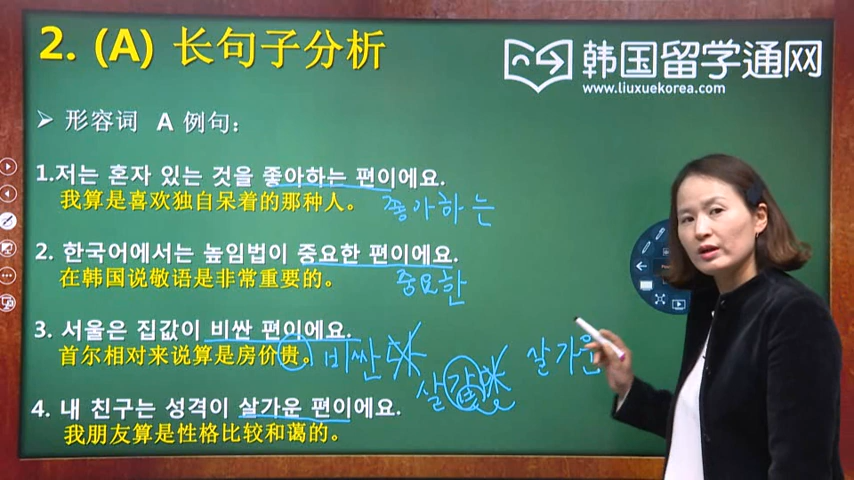 2. (A) 长句子分析
韩国留学通网
www.liuxuekorea.com
➢ 形容词 A 例句:
1.저는 혼자 있는 것을 좋아하는 편이에요.
我算是喜欢独自呆着的那种人。 좋아하는
2. 한국어에서는 높임법이 중요한 편이에요.
在韩国说敬语是非常重要的。 중요한
3. 서울은 집값이 비싼 편이에요.
首尔相对来说算是房价贵。 비싼
살가운
4. 내 친구는 성격이 살가운 편이에요.
我朋友算是性格比较和蔼的。